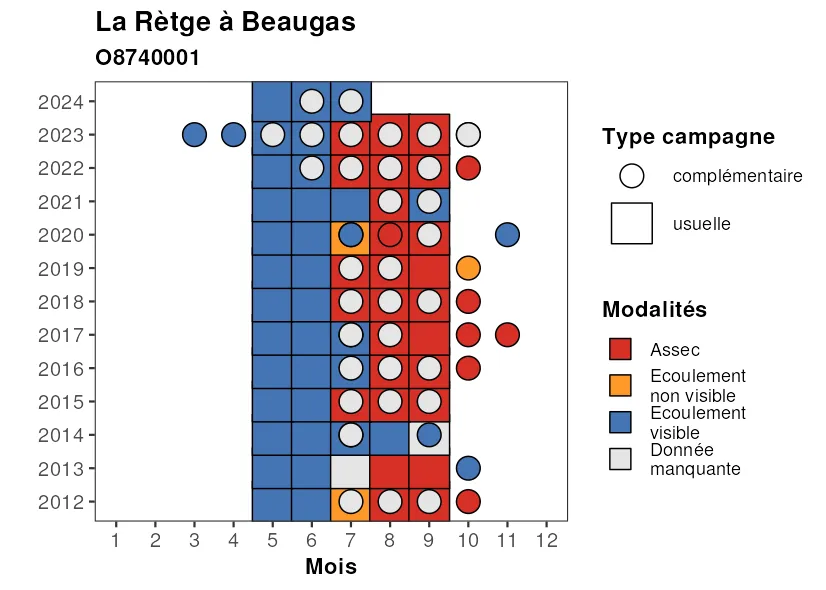 La Rètge à Beaugas
O8740001
2024
2023
2022
2021
2020
2019
2018
2017
2016
2015
2014
2013
2012
1 2 3 4 5 6 7 8 9 10 11 12
Mois
Type campagne
complémentaire
usuelle
Modalités
Assec
Ecoulement
non visible
Ecoulement
visible
Donnée
manquante